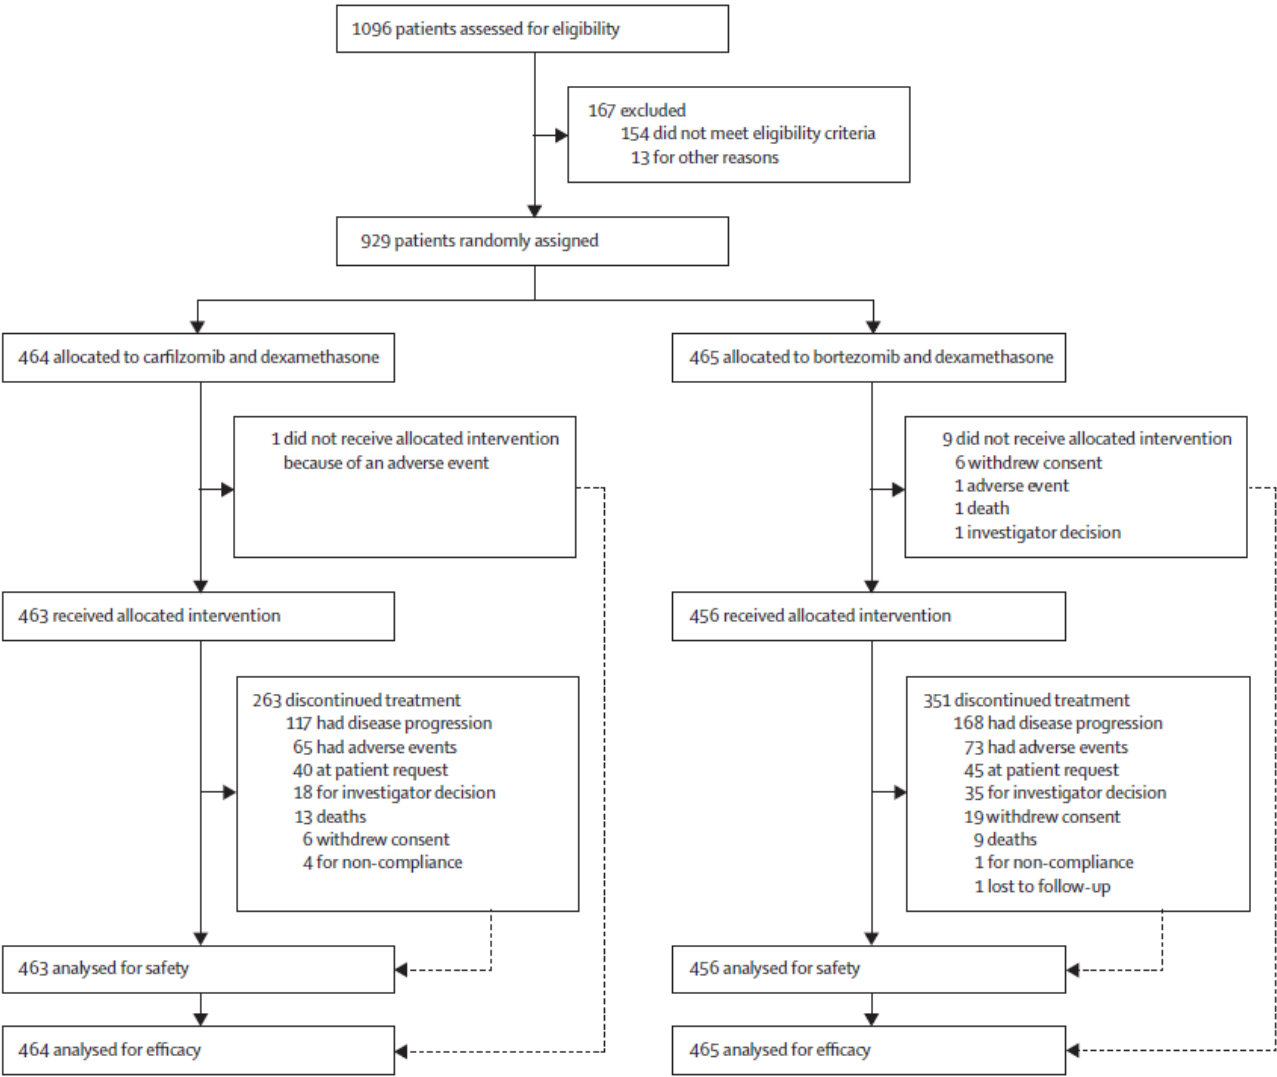 1096 patients assessed for eligibility
167 excluded
154 did not meet eligibility criteria
13 for other reasons
929 patients randomly assigned
464 allocated to carfilzomib and dexamethasone
465 allocated to bortezomib and dexamethasone
1 did not receive allocated intervention
because of an adverse event
9 did not receive allocated intervention
6 withdrew consent
1 adverse event
1 death
1 investigator decision
463 received allocated intervention
456 received allocated intervention
263 discontinued treatment
117 had disease progression
65 had adverse events
40 at patient request
18 for investigator decision
13 deaths
6 withdrew consent
4 for non-compliance
351 discontinued treatment
168 had disease progression
73 had adverse events
45 at patient request
35 for investigator decision
19 withdrew consent
9 deaths
1 for non-compliance
1 lost to follow-up
463 analysed for safety
456 analysed for safety
464 analysed for efficacy
465 analysed for efficacy